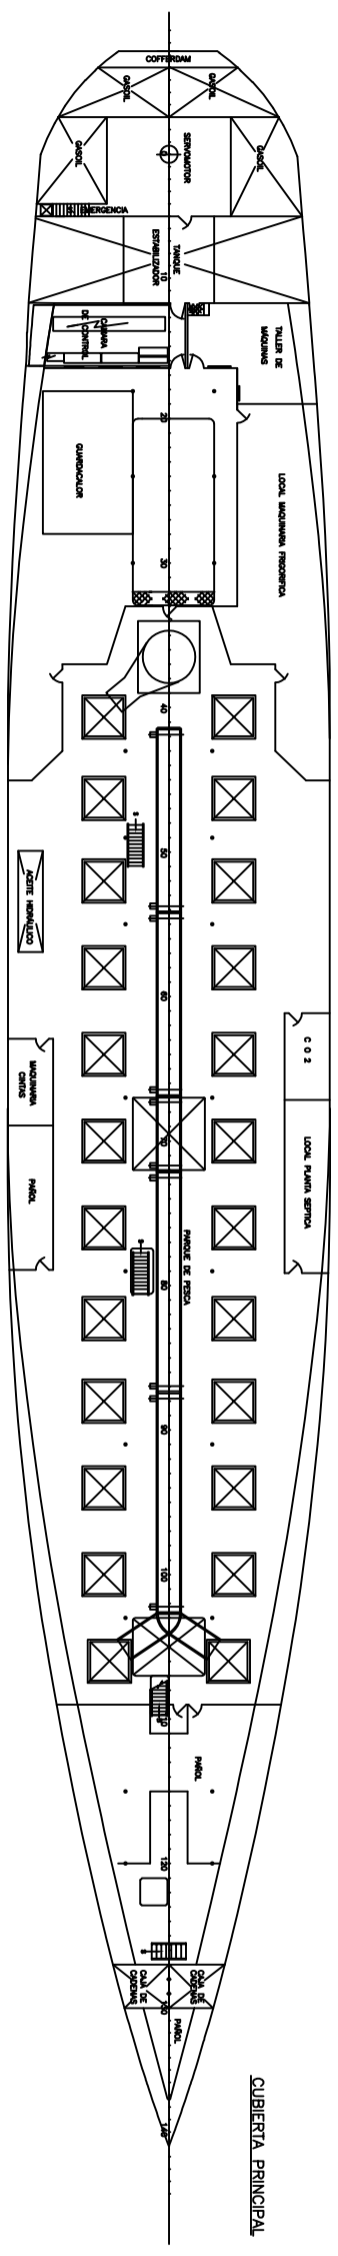 COFFERDAM
GASOIL
GASOIL
GASOIL
SERVOMOTOR
0
GASOIL
EMERGENCIA
TANQUE
ESTABILIZADOR
10
CAMARA
DE CONTROL
TALLER DE
MAQUINAS
20
GUARDACALOR
LOCAL MAQUINARIA FRIGORIFICA
30
40
S
50
ACEITE HIDRÁULICO
60
MAQUINARIA
CINTAS
C O 2
70
PAÑOL
LOCAL PLANTA SEPTICA
PARQUE DE PESCA
80
90
100
PAÑOL
120
S
CAJA DE
CADENAS
CAJA DE
CADENAS
130
PAÑOL
140
CUBIERTA PRINCIPAL